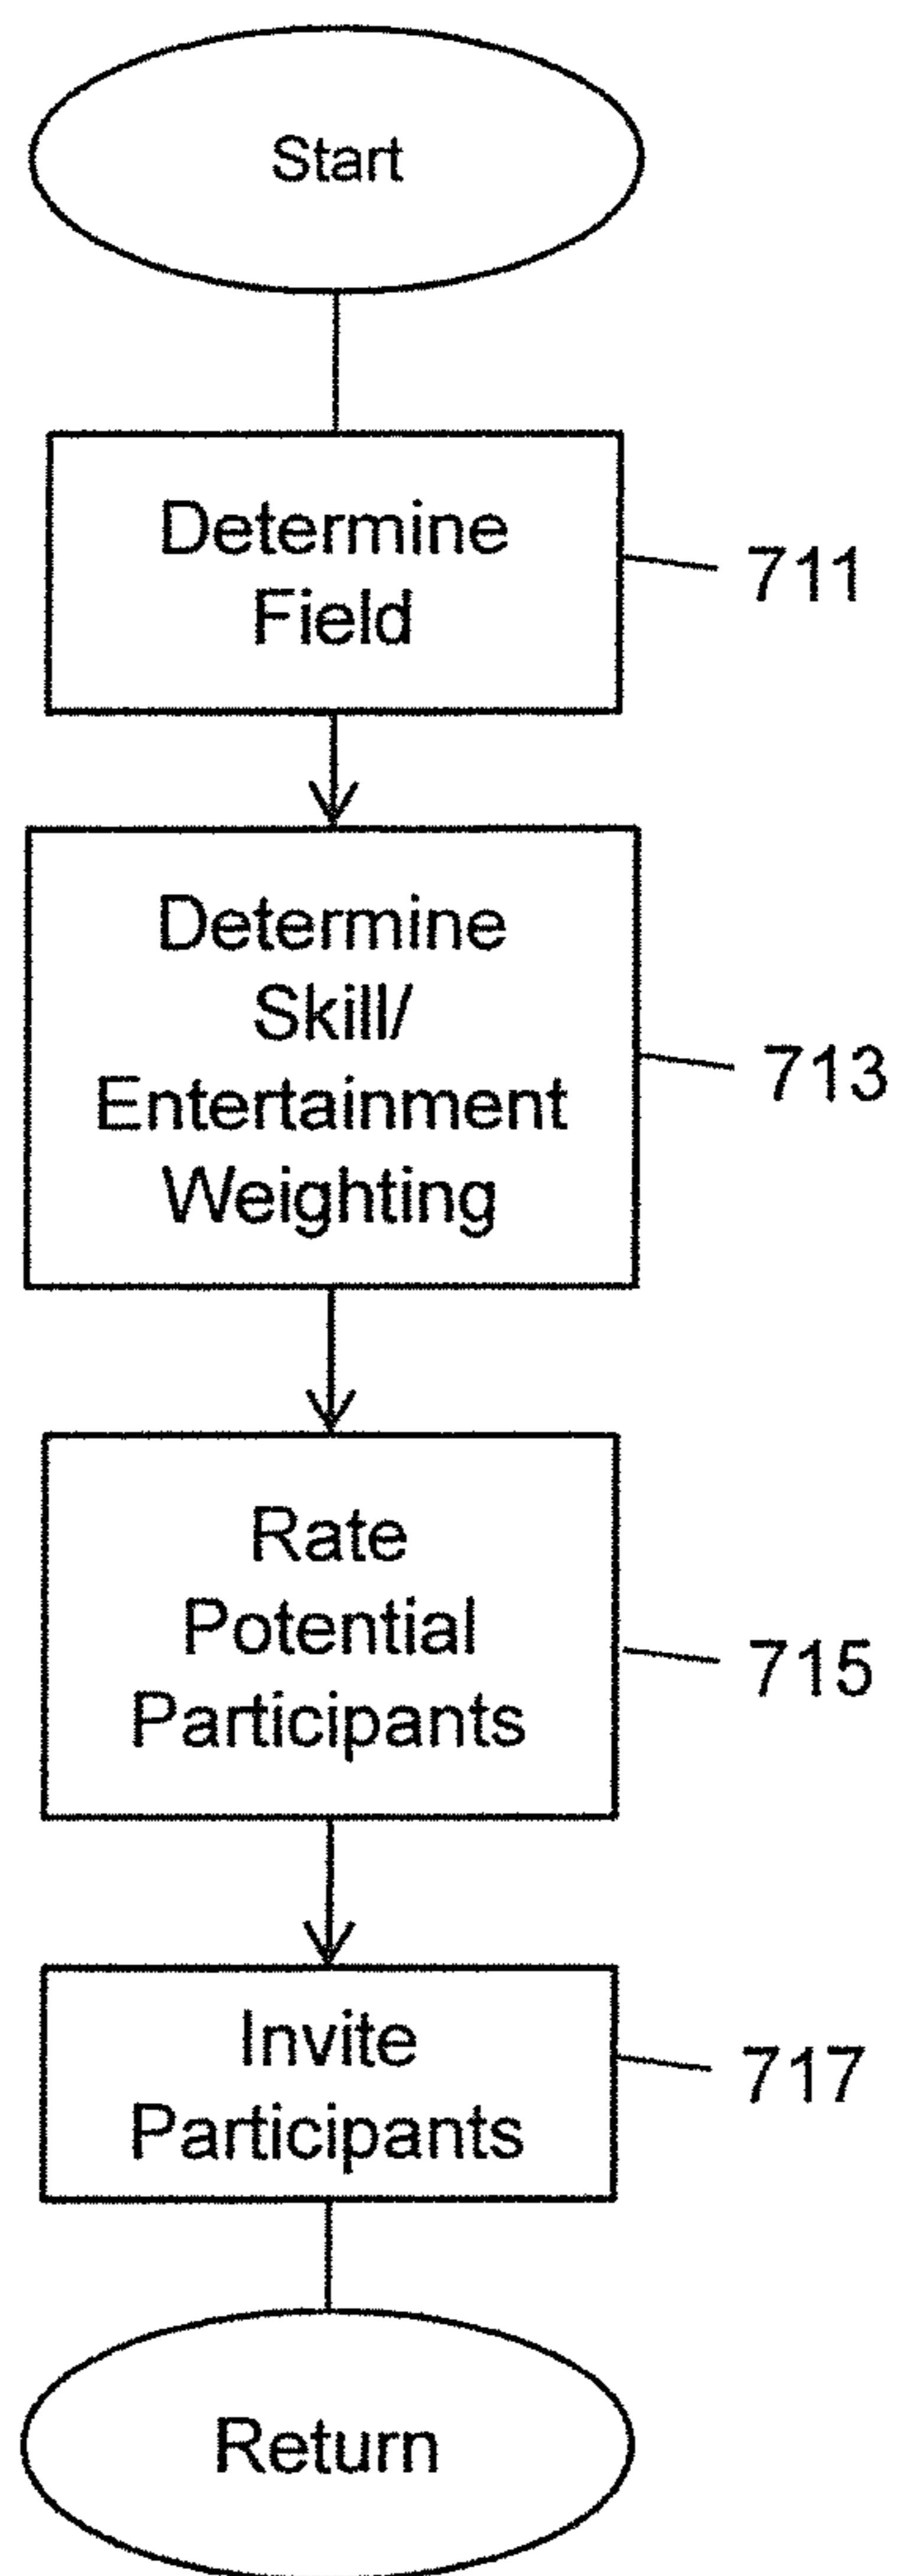 Start
Determine
Field
711
Determine
Skill/
Entertainment
Weighting
713
Rate
Potential
Participants
715
Invite
Participants
717
Return